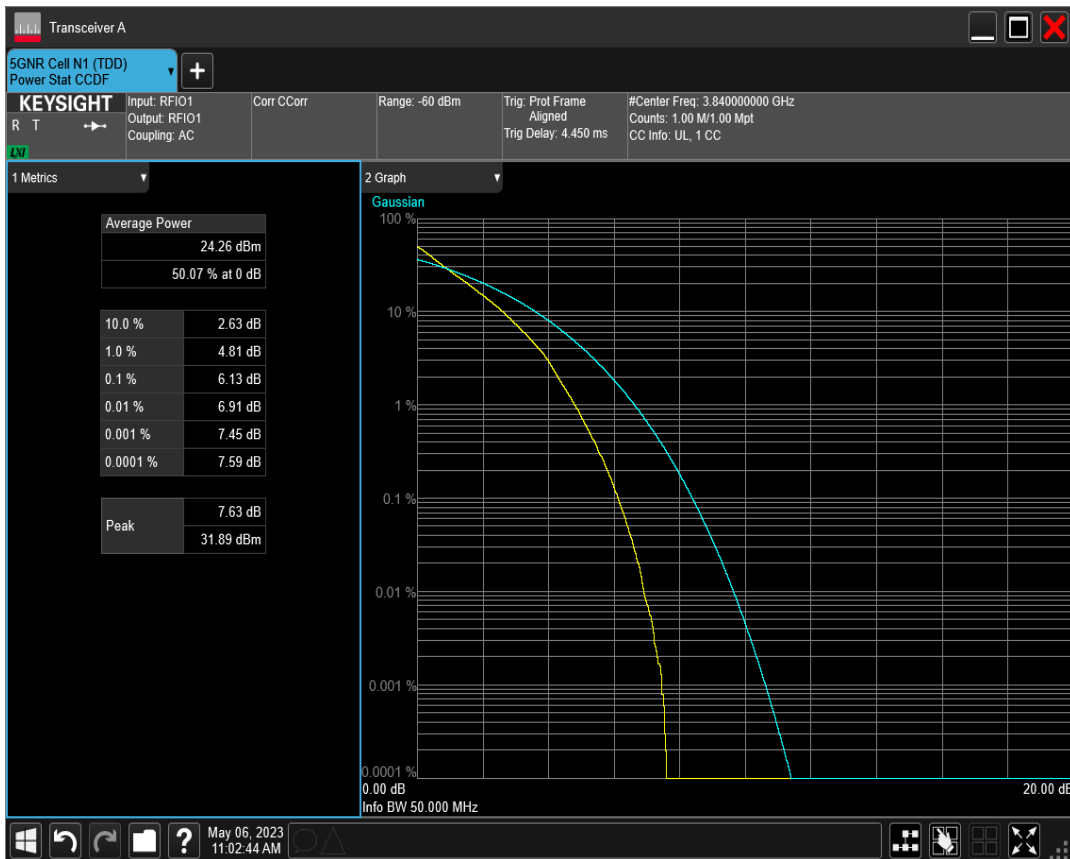 Transceiver A
5GNR Cell N1 (TDD)
Power Stat CCDF
+
KEYSIGHT
R T
LXI
Input: RFIO1
Output: RFIO1
Coupling: AC
Corr CCorr
Range: -60 dBm
Trig: Prot Frame
Aligned
Trig Delay: 4.450 ms
#Center Freq: 3.840000000 GHz
Counts: 1.00 M/1.00 Mpt
CC Info: UL, 1 CC
1 Metrics
Average Power
24.26 dBm
50.07 % at 0 dB
10.0 % 2.63 dB
1.0 % 4.81 dB
0.1 % 6.13 dB
0.01 % 6.91 dB
0.001 % 7.45 dB
0.0001 % 7.59 dB
Peak
7.63 dB
31.89 dBm
2 Graph
Gaussian
100 %
10 %
1 %
0.1 %
0.01 %
0.001 %
0.0001 %
0.00 dB 20.00 dB
Info BW 50.000 MHz
?
May 06, 2023
11:02:44 AM